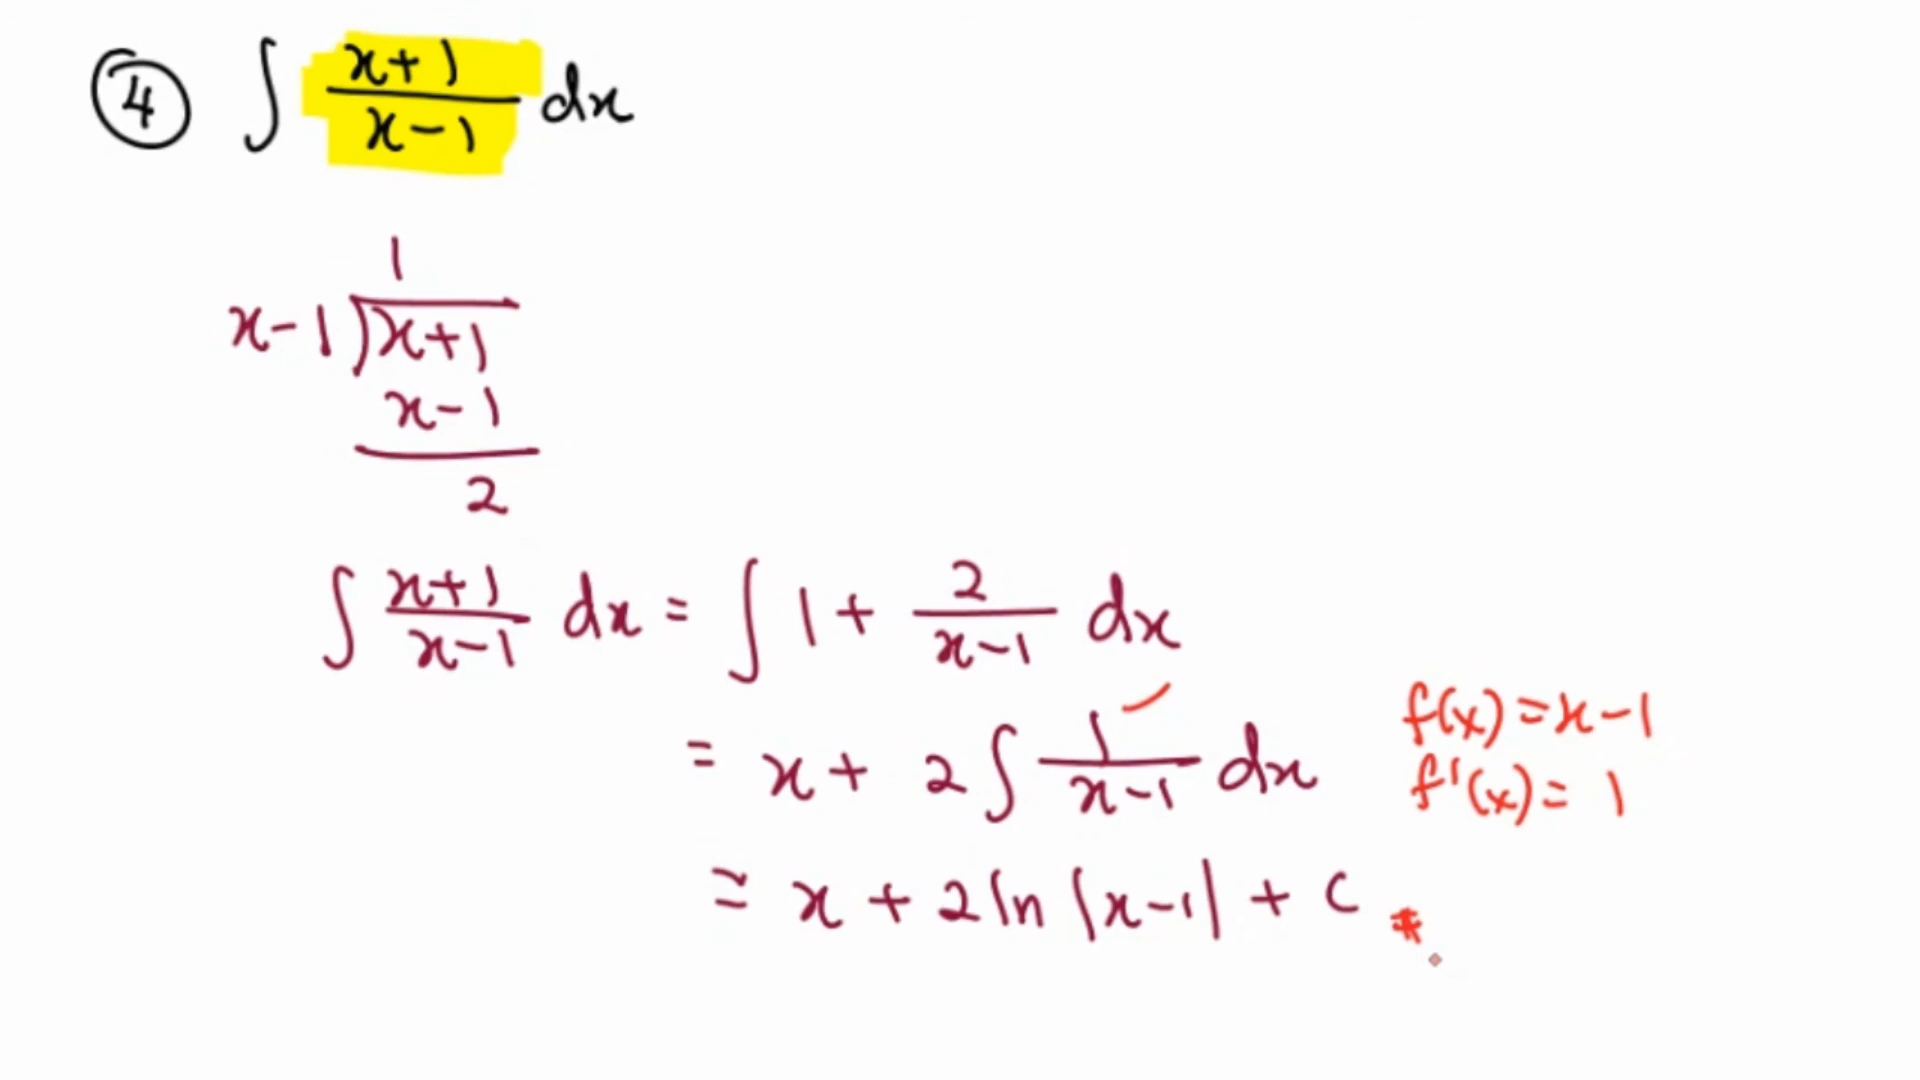 ④ ∫ (x+1)/(x-1) dx
1
x-1 ) x+1
x-1
2
∫ (x+1)/(x-1) dx = ∫ 1 + 2/(x-1) dx
= x + 2 ∫ 1/(x-1) dx
f(x) = x-1
f'(x) = 1
= x + 2 ln |x-1| + C